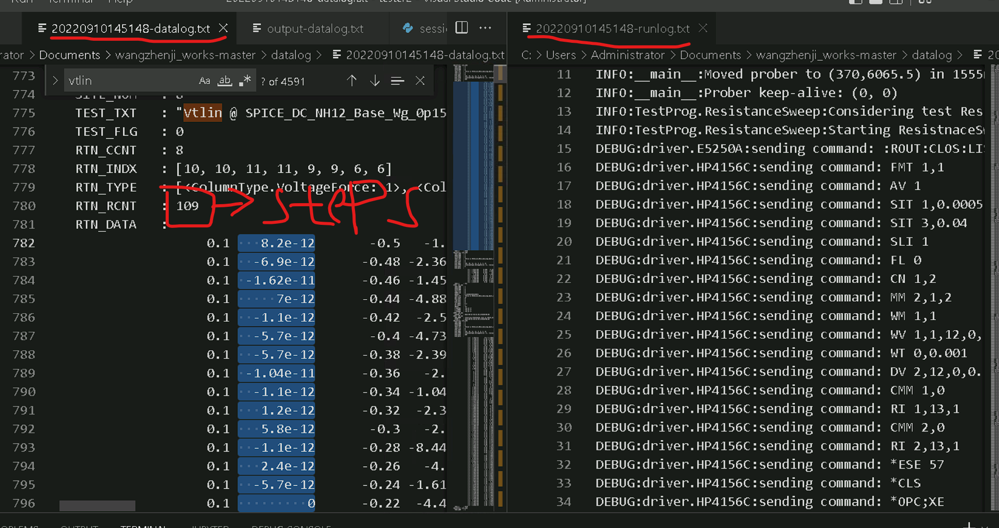 20220910145148-datalog.txt
output-datalog.txt
sessi
20220910145148-runlog.txt
rator > Documents > wangzhenji_works-master > datalog > 20220910145148-datalog.txt
C: > Users > Administrator > Documents > wangzhenji_works-master > datalog > 20
vtlin Aa ab .* ? of 4591
773
774 SITE_NUM : 0
775 TEST_TXT : "Vtlin @ SPICE_DC_NH12_Base_Wg_0p15
776 TEST_FLG : 0
777 RTN_CCNT : 8
778 RTN_INDX : [10, 10, 11, 11, 9, 9, 6, 6]
779 RTN_TYPE : [<ColumnType.VoltageForce: 1>, <Col
780 RTN_RCNT : 109
steps
781 RTN_DATA :
782 0.1 8.2e-12 -0.5 -1.
783 0.1 -6.9e-12 -0.48 -2.36
784 0.1 -1.62e-11 -0.46 -1.45
785 0.1 7e-12 -0.44 -4.88
786 0.1 -1.1e-12 -0.42 -2.5
787 0.1 -5.7e-12 -0.4 -4.73
788 0.1 -5.7e-12 -0.38 -2.39
789 0.1 -1.04e-11 -0.36 -2.
790 0.1 -1.1e-12 -0.34 -1.04
791 0.1 1.2e-12 -0.32 -2.3
792 0.1 5.8e-12 -0.3 -2.
793 0.1 -1.1e-12 -0.28 -8.44
794 0.1 2.4e-12 -0.26 -4.
795 0.1 -5.7e-12 -0.24 -1.61
796 0.1 0 -0.22 -4.4
11 INFO:__main__:Moved prober to (370,6065.5) in 1555
12 INFO:__main__:Prober keep-alive: (0, 0)
13 INFO:TestProg.ResistanceSweep:Considering test Res
14 INFO:TestProg.ResistanceSweep:Starting ResistnaceS
15 DEBUG:driver.E5250A:sending command: :ROUT:CLOS:LIS
16 DEBUG:driver.HP4156C:sending command: FMT 1,1
17 DEBUG:driver.HP4156C:sending command: AV 1
18 DEBUG:driver.HP4156C:sending command: SIT 1,0.0005
19 DEBUG:driver.HP4156C:sending command: SIT 3,0.04
20 DEBUG:driver.HP4156C:sending command: SLI 1
21 DEBUG:driver.HP4156C:sending command: FL 0
22 DEBUG:driver.HP4156C:sending command: CN 1,2
23 DEBUG:driver.HP4156C:sending command: MM 2,1,2
24 DEBUG:driver.HP4156C:sending command: WM 1,1
25 DEBUG:driver.HP4156C:sending command: WV 1,1,12,0,
26 DEBUG:driver.HP4156C:sending command: WT 0,0.001
27 DEBUG:driver.HP4156C:sending command: DV 2,12,0,0.
28 DEBUG:driver.HP4156C:sending command: CMM 1,0
29 DEBUG:driver.HP4156C:sending command: RI 1,13,1
30 DEBUG:driver.HP4156C:sending command: CMM 2,0
31 DEBUG:driver.HP4156C:sending command: RI 2,13,1
32 DEBUG:driver.HP4156C:sending command: *ESE 57
33 DEBUG:driver.HP4156C:sending command: *CLS
34 DEBUG:driver.HP4156C:sending command: *OPC;XE